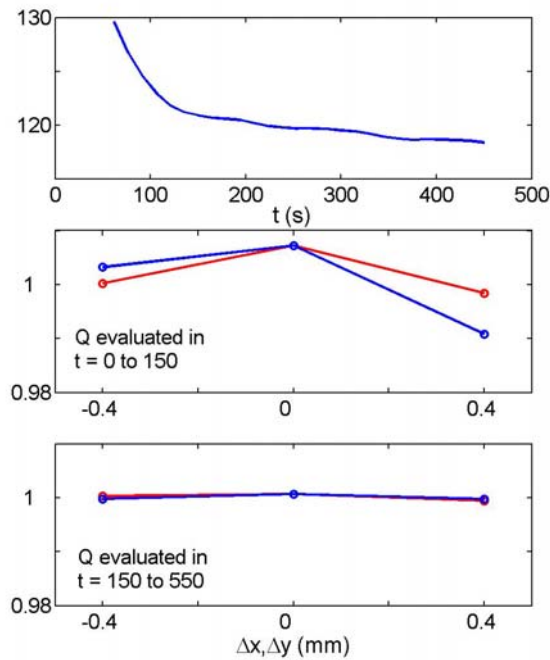 130
120
0 100 200 300 400 500
t (s)
1
Q evaluated in
t = 0 to 150
0.98
-0.4 0 0.4
1
Q evaluated in
t = 150 to 550
0.98
-0.4 0 0.4
Δx,Δy (mm)